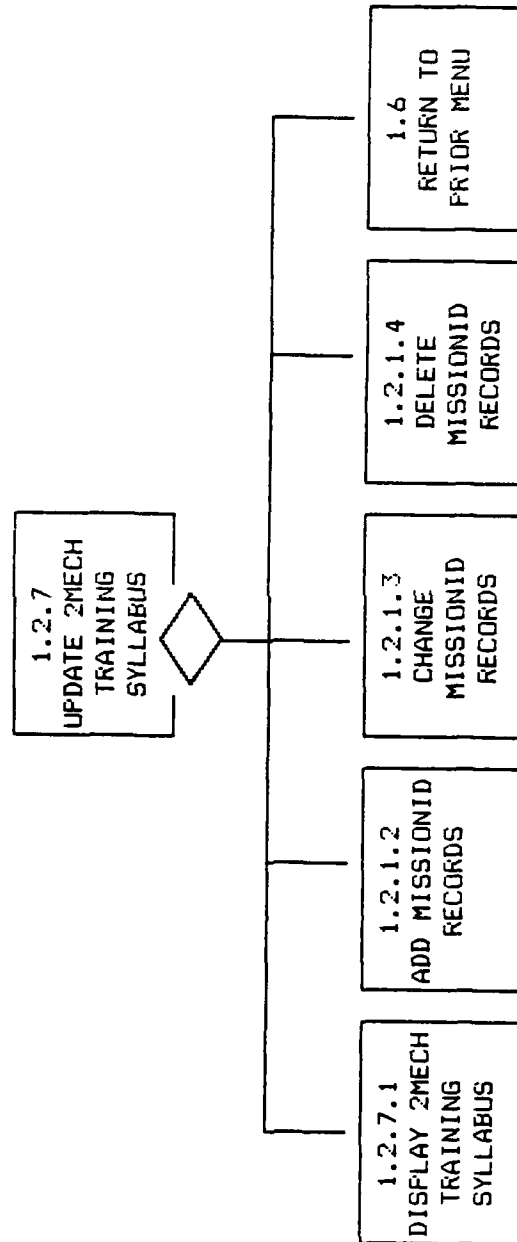 1.2.7
UPDATE 2MECH
TRAINING
SYLLABUS
1.2.7.1
DISPLAY 2MECH
TRAINING
SYLLABUS
1.2.1.2
ADD MISSIONID
RECORDS
1.2.1.3
CHANGE
MISSIONID
RECORDS
1.2.1.4
DELETE
MISSIONID
RECORDS
1.6
RETURN TO
PRIOR MENU